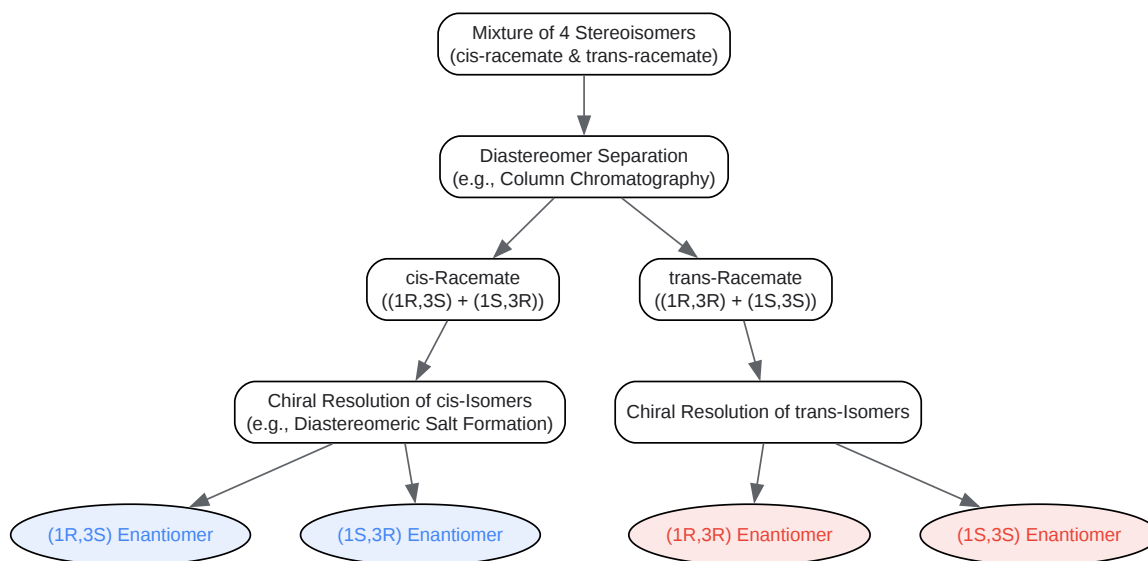 Mixture of 4 Stereoisomers
(cis-racemate & trans-racemate)
Diastereomer Separation
(e.g., Column Chromatography)
cis-Racemate
((1R,3S) + (1S,3R))
trans-Racemate
((1R,3R) + (1S,3S))
Chiral Resolution of cis-Isomers
(e.g., Diastereomeric Salt Formation)
Chiral Resolution of trans-Isomers
(1R,3S) Enantiomer
(1S,3R) Enantiomer
(1R,3R) Enantiomer
(1S,3S) Enantiomer